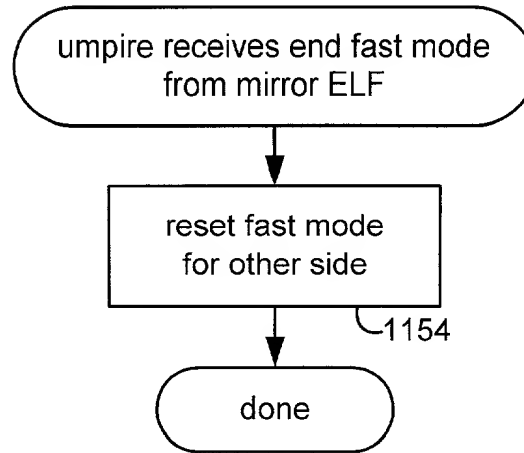 umpire receives end fast mode
from mirror ELF
reset fast mode
for other side
1154
done